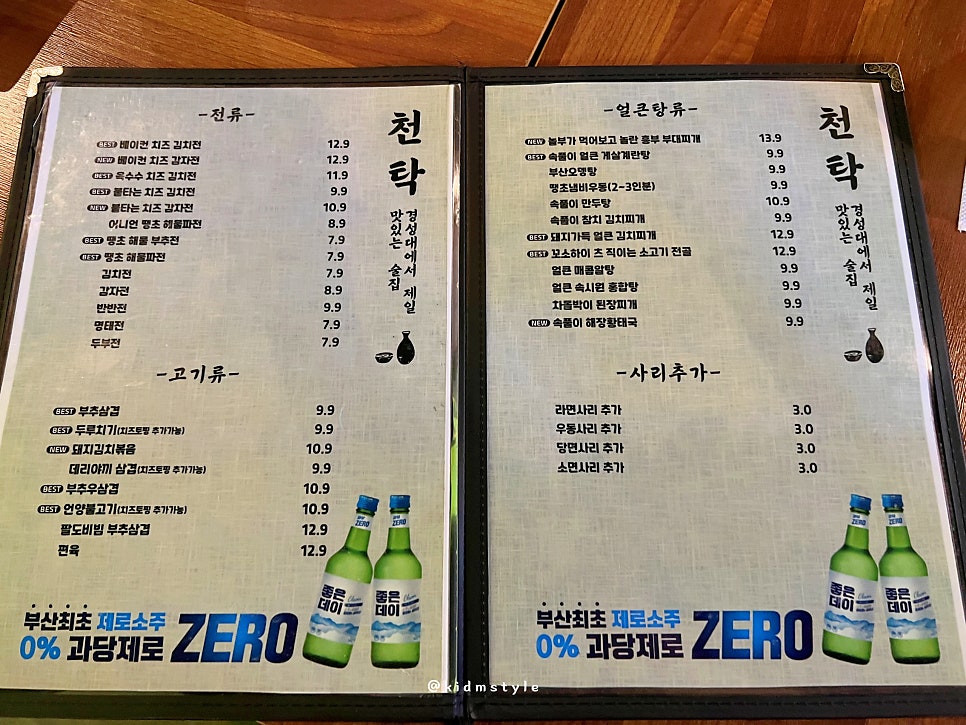 -전류-
BEST 베이컨 치즈 김치전 12.9
NEW 베이컨 치즈 감자전 12.9
BEST 옥수수 치즈 김치전 11.9
BEST 불타는 치즈 김치전 9.9
NEW 불타는 치즈 감자전 10.9
어니언 땡초 해물파전 8.9
BEST 땡초 해물 부추전 7.9
BEST 땡초 해물파전 7.9
김치전 7.9
감자전 8.9
반반전 9.9
명태전 7.9
두부전 7.9
-고기류-
BEST 부추삼겹 9.9
BEST 두루치기(치즈토핑 추가가능) 9.9
NEW 돼지김치볶음 10.9
데리야끼 삼겹(치즈토핑 추가가능) 9.9
BEST 부추우삼겹 10.9
BEST 언양불고기(치즈토핑 추가가능) 10.9
팔도비빔 부추삼겹 12.9
편육 12.9
천탁
경성대에서 제일
맛있는 술집
부산최초 제로소주
0% 과당제로 ZERO
ZERO
ZERO
좋은데이
좋은데이
-얼큰탕류-
NEW 놀부가 먹어보고 놀란 흥부 부대찌개 13.9
BEST 속풀이 얼큰 게살계란탕 9.9
부산오뎅탕 9.9
땡초냄비우동(2~3인분) 9.9
속풀이 만두탕 10.9
속풀이 참치 김치찌개 9.9
BEST 돼지가득 얼큰 김치찌개 12.9
BEST 꼬소하이 츠 직이는 소고기 전골 12.9
얼큰 매콤알탕 9.9
얼큰 속시원 홍합탕 9.9
차돌박이 된장찌개 9.9
NEW 속풀이 해장황태국 9.9
-사리추가-
라면사리 추가 3.0
우동사리 추가 3.0
당면사리 추가 3.0
소면사리 추가 3.0
천탁
경성대에서 제일
맛있는 술집
부산최초 제로소주
0% 과당제로 ZERO
ZERO
ZERO
좋은데이
좋은데이
@kidmstyle